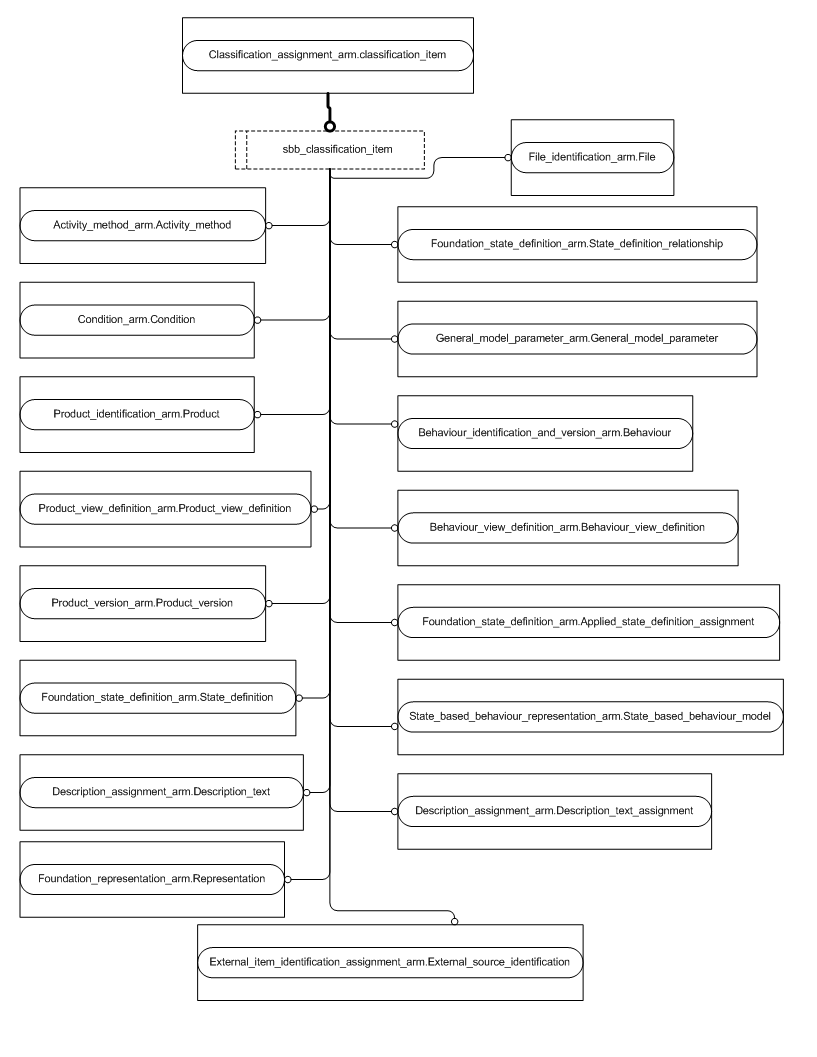 Classification_assignment_arm.classification_item
sbb_classification_item
File_identification_arm.File
Activity_method_arm.Activity_method
Foundation_state_definition_arm.State_definition_relationship
Condition_arm.Condition
General_model_parameter_arm.General_model_parameter
Product_identification_arm.Product
Behaviour_identification_and_version_arm.Behaviour
Product_view_definition_arm.Product_view_definition
Behaviour_view_definition_arm.Behaviour_view_definition
Product_version_arm.Product_version
Foundation_state_definition_arm.Applied_state_definition_assignment
Foundation_state_definition_arm.State_definition
State_based_behaviour_representation_arm.State_based_behaviour_model
Description_assignment_arm.Description_text
Description_assignment_arm.Description_text_assignment
Foundation_representation_arm.Representation
External_item_identification_assignment_arm.External_source_identification